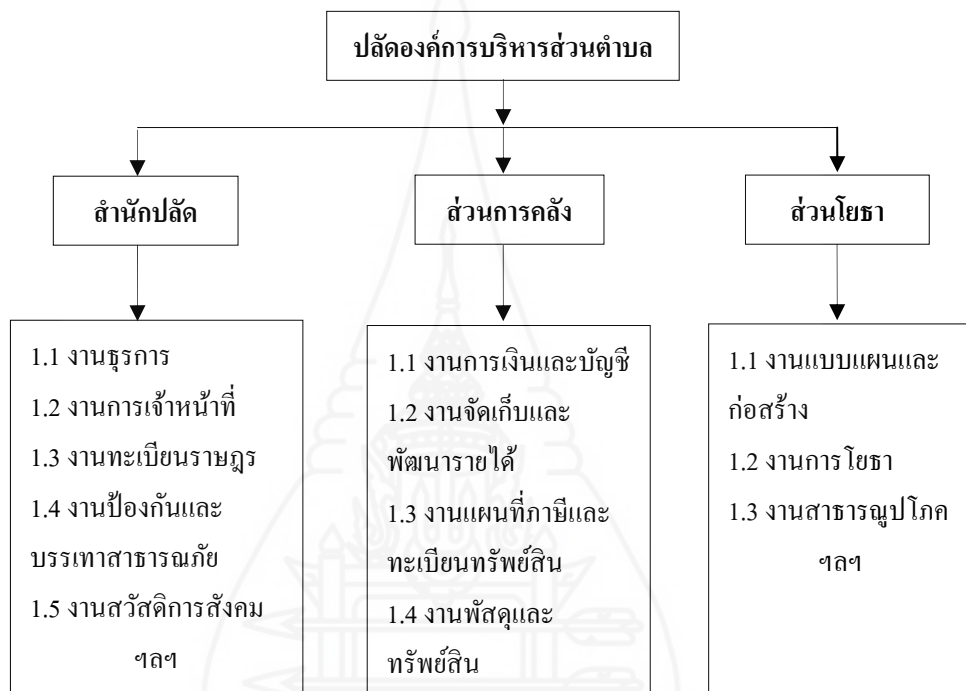 ปลัดองค์การบริหารส่วนตำบล
สำนักปลัด
ส่วนการคลัง
ส่วนโยธา
1.1 งานธุรการ
1.2 งานการเจ้าหน้าที่
1.3 งานทะเบียนราษฎร
1.4 งานป้องกันและ
บรรเทาสาธารณภัย
1.5 งานสวัสดิการสังคม
ฯลฯ
1.1 งานการเงินและบัญชี
1.2 งานจัดเก็บและ
พัฒนารายได้
1.3 งานแผนที่ภาษีและ
ทะเบียนทรัพย์สิน
1.4 งานพัสดุและ
ทรัพย์สิน
1.1 งานแบบแผนและ
ก่อสร้าง
1.2 งานการโยธา
1.3 งานสาธารณูปโภค
ฯลฯ